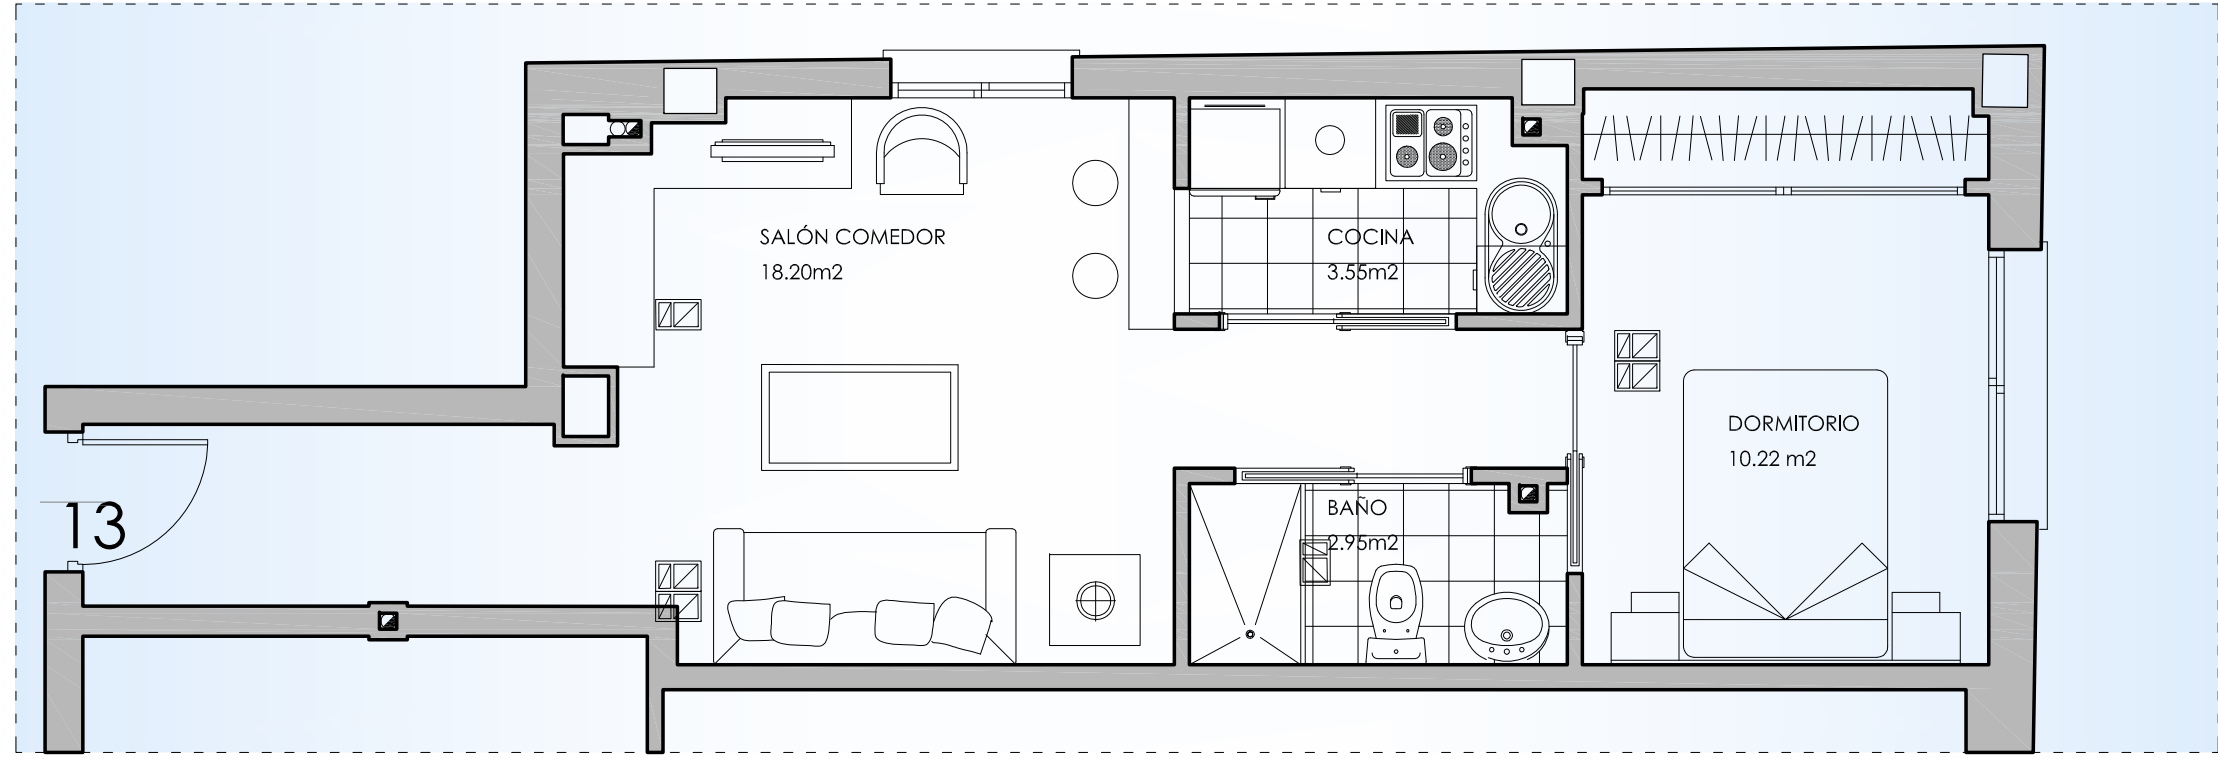 SALÓN COMEDOR
18.20m2
COCINA
3.55m2
DORMITORIO
10.22 m2
13
BAÑO
2.95m2